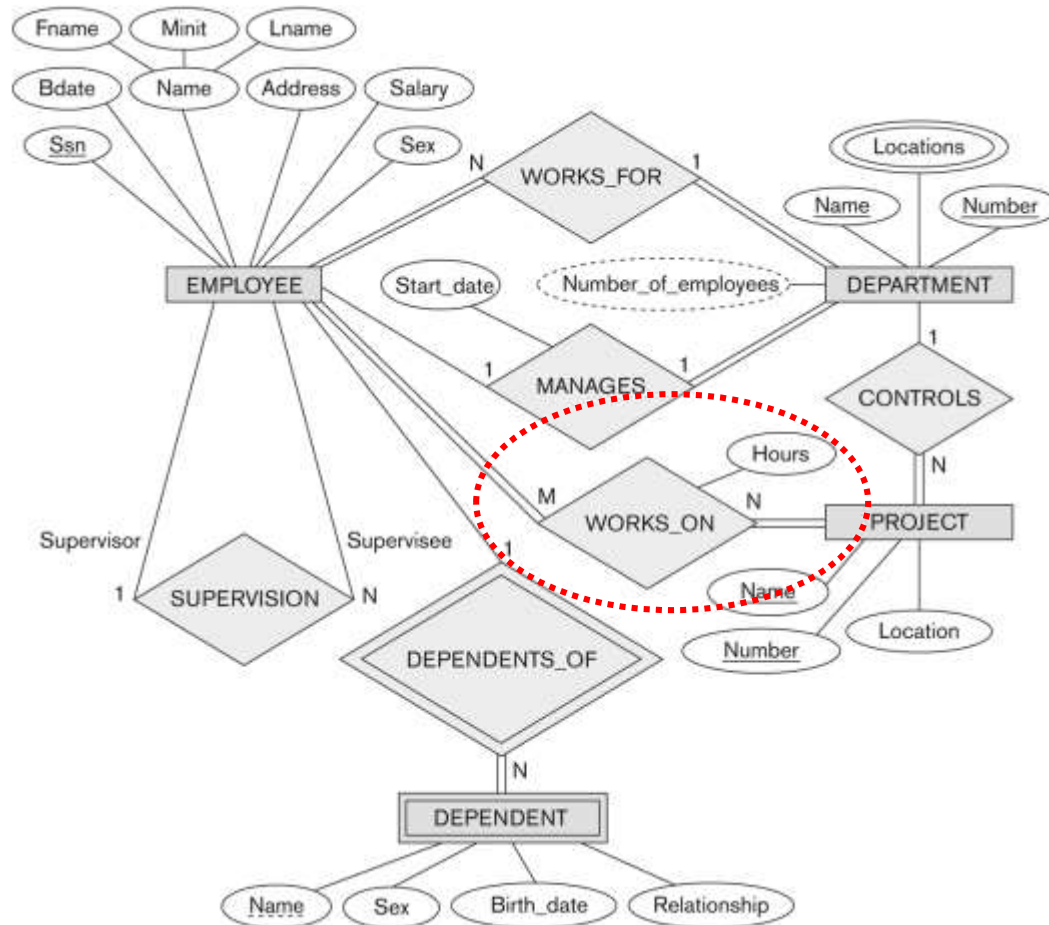 Fname
Minit
Lname
Bdate
Name
Address
Salary
Ssn
Sex
WORKS_FOR
N
1
Locations
Name
Number
EMPLOYEE
Start_date
Number_of_employees
DEPARTMENT
1
MANAGES
1
1
CONTROLS
N
Hours
M
WORKS_ON
N
PROJECT
Supervisor
Supervisee
1
SUPERVISION
N
1
Name
Number
Location
DEPENDENTS_OF
N
DEPENDENT
Name
Sex
Birth_date
Relationship